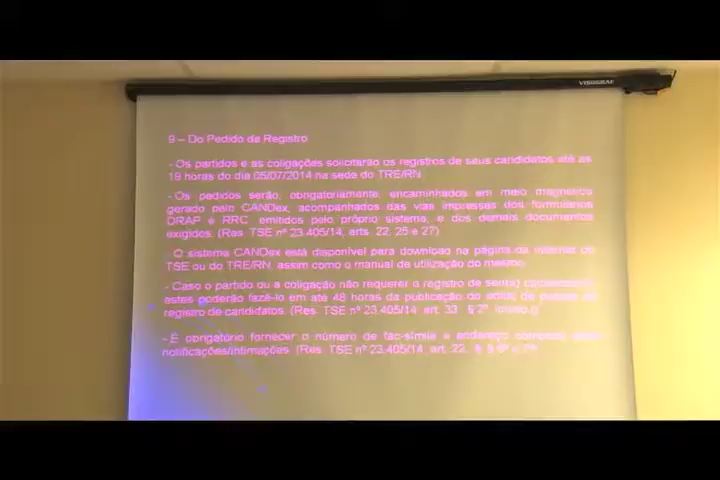 VISOGRAF
9 – Do Pedido de Registro
- Os partidos e as coligações solicitarão os registros de seus candidatos até as
19 horas do dia 05/07/2014 na sede do TRE/RN.
- Os pedidos serão, obrigatoriamente, encaminhados em meio magnético
gerado pelo CANDex, acompanhados das vias impressas dos formulários
DRAP e RRC, emitidos pelo próprio sistema, e dos demais documentos
exigidos. (Res. TSE nº 23.405/14, arts. 22, 25 e 27)
- O sistema CANDex está disponível para download na página da internet do
TSE ou do TRE/RN, assim como o manual de utilização do mesmo.
- Caso o partido ou a coligação não requerer o registro de seu(s)
estes poderão fazê-lo em até 48 horas da publicação do edital de
registro de candidatos. (Res. TSE nº 23.405/14, art. 33, § 2º
- É obrigatório fornecer o número de fac-símile e endereço completo
notificações/intimações. (Res. TSE nº 23.405/14, art. 22, §